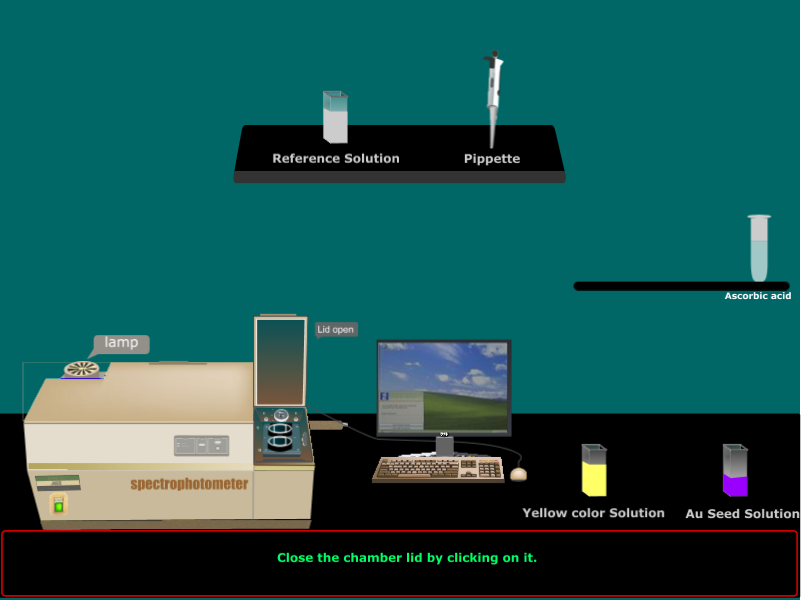 Reference Solution
Pippette
Ascorbic acid
lamp
Lid open
spectrophotometer
Yellow color Solution
Au Seed Solution
Close the chamber lid by clicking on it.